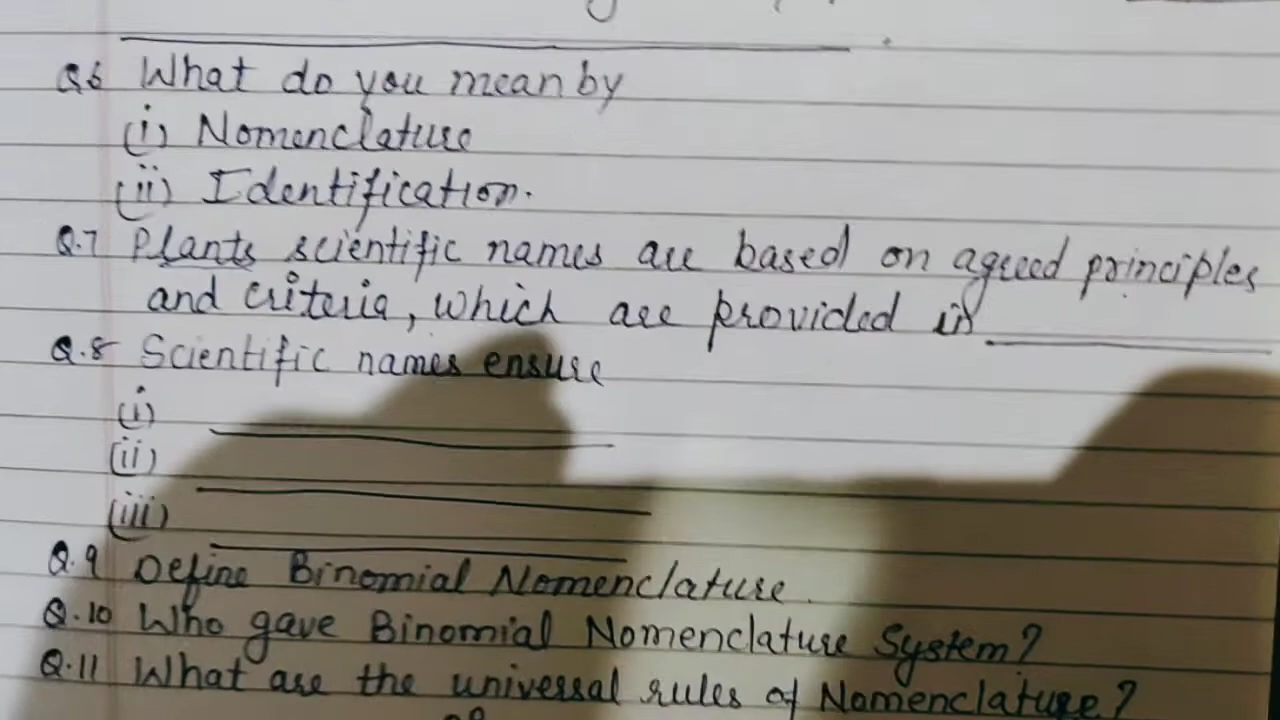 Q6 What do you mean by
(i) Nomenclature
(ii) Identification.
Q.7 Plants scientific names are based on agreed principles
and criteria, which are provided in
Q.8 Scientific names ensure
(i)
(ii)
(iii)
Q.9 Define Binomial Nomenclature.
Q.10 Who gave Binomial Nomenclature System?
Q.11 What are the universal rules of Nomenclature?